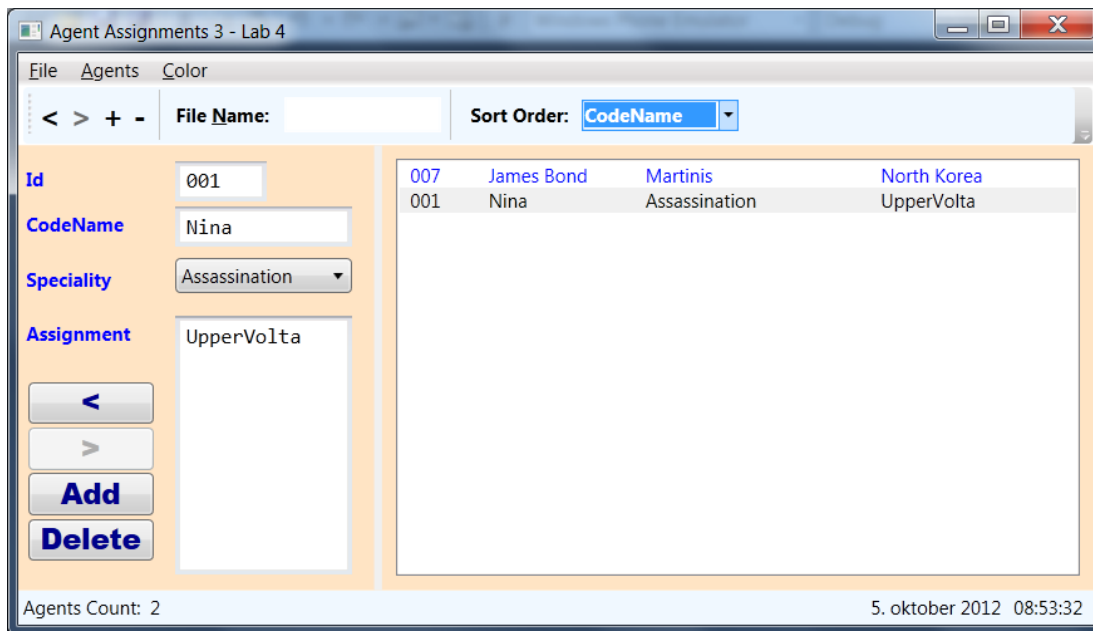 Agent Assignments 3 - Lab 4
File Agents Color
< > + - File Name: Sort Order: CodeName
Id 001
CodeName Nina
Speciality Assassination
Assignment UpperVolta
<
>
Add
Delete
007 James Bond Martinis North Korea
001 Nina Assassination UpperVolta
Agents Count: 2 5. oktober 2012 08:53:32